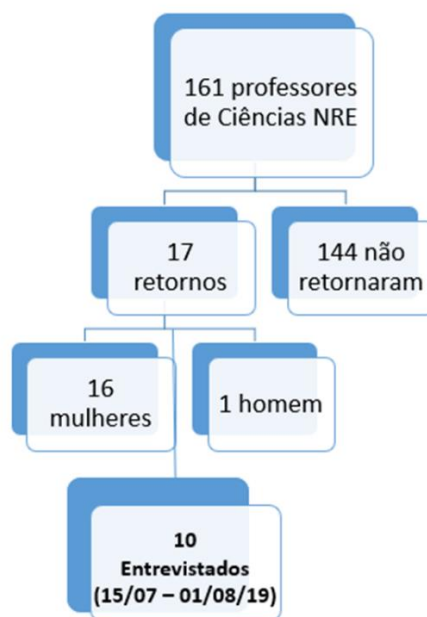 161 professores
de Ciências NRE
17
retornos
144 não
retornaram
16
mulheres
1 homem
10
Entrevistados
(15/07 – 01/08/19)